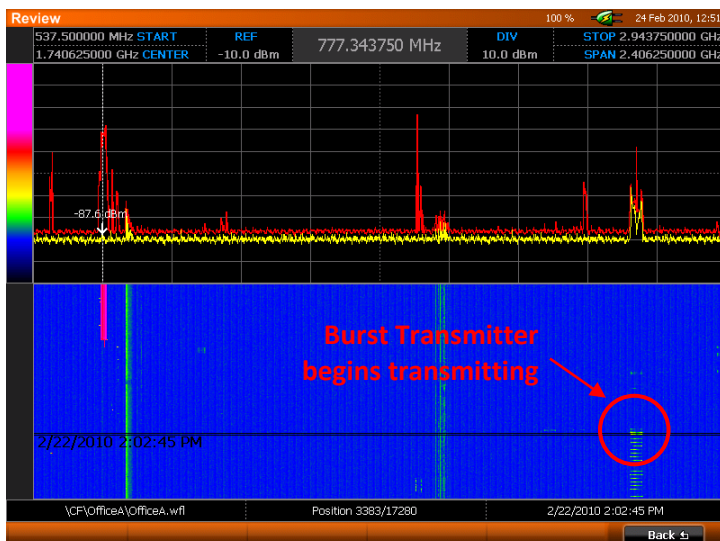 Review 100 % 24 Feb 2010, 12:51
537.500000 MHz START REF 777.343750 MHz DIV STOP 2.943750000 GHz
1.740625000 GHz CENTER -10.0 dBm 10.0 dBm SPAN 2.406250000 GHz
-87.6 dBm
Burst Transmitter
begins transmitting
2/22/2010 2:02:45 PM
\CF\OfficeA\OfficeA.wfl Position 3383/17280 2/22/2010 2:02:45 PM
Back